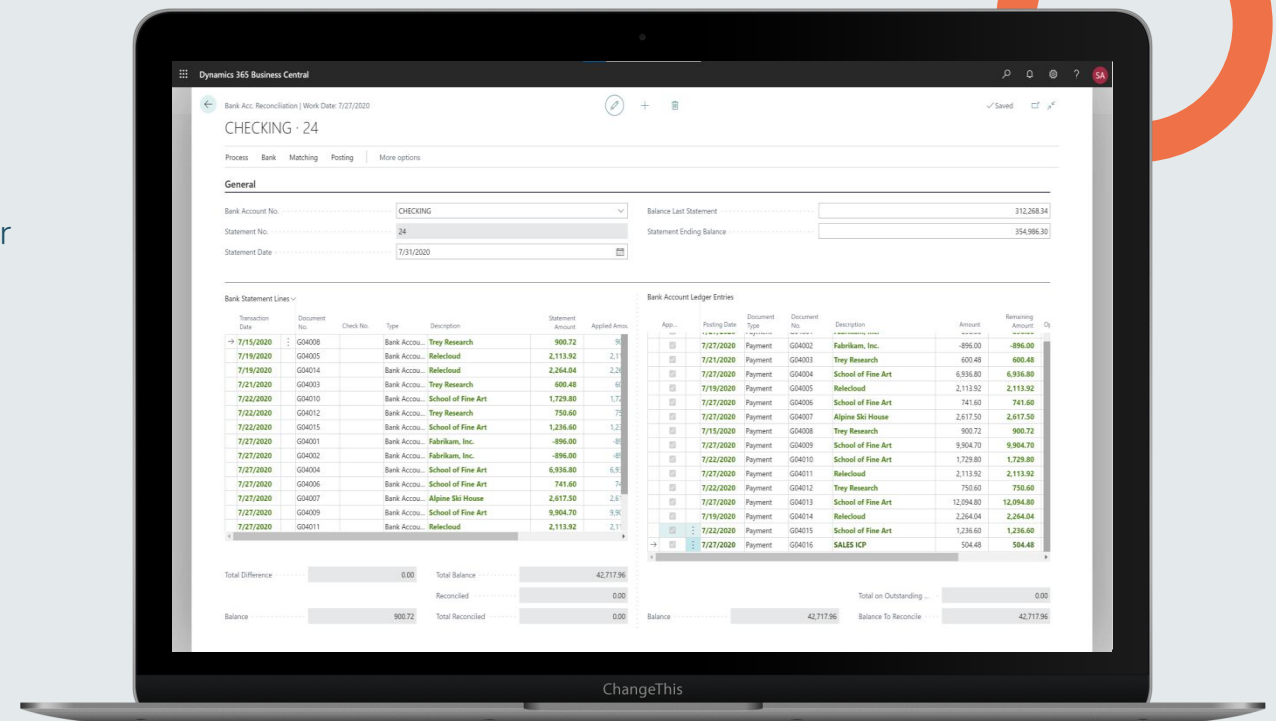 r
Dynamics 365 Business Central
?
SA
Bank Acc. Reconciliation | Work Date: 7/27/2020
Saved
CHECKING · 24
Process Bank Matching Posting More options
General
Bank Account No. CHECKING
Balance Last Statement 312,268.34
Statement No. 24
Statement Ending Balance 354,986.30
Statement Date 7/31/2020
Bank Statement Lines
Transaction Date Document No. Check No. Type Description Statement Amount Applied Amou
7/15/2020 G04008 Bank Accou... Trey Research 900.72 90
7/19/2020 G04005 Bank Accou... Relecloud 2,113.92 2,11
7/19/2020 G04014 Bank Accou... Relecloud 2,264.04 2,26
7/21/2020 G04003 Bank Accou... Trey Research 600.48 60
7/22/2020 G04010 Bank Accou... School of Fine Art 1,729.80 1,72
7/22/2020 G04012 Bank Accou... Trey Research 750.60 75
7/22/2020 G04015 Bank Accou... School of Fine Art 1,236.60 1,23
7/27/2020 G04001 Bank Accou... Fabrikam, Inc. -896.00 -89
7/27/2020 G04002 Bank Accou... Fabrikam, Inc. -896.00 -89
7/27/2020 G04004 Bank Accou... School of Fine Art 6,936.80 6,93
7/27/2020 G04006 Bank Accou... School of Fine Art 741.60 74
7/27/2020 G04007 Bank Accou... Alpine Ski House 2,617.50 2,61
7/27/2020 G04009 Bank Accou... School of Fine Art 9,904.70 9,90
7/27/2020 G04011 Bank Accou... Relecloud 2,113.92 2,11
Total Difference 0.00 Total Balance 42,717.96
Reconciled 0.00
Balance 900.72 Total Reconciled 0.00
Bank Account Ledger Entries
App... Posting Date Document Type Document No. Description Amount Remaining Amount Op
7/27/2020 Payment G04002 Fabrikam, Inc. -896.00 -896.00
7/21/2020 Payment G04003 Trey Research 600.48 600.48
7/27/2020 Payment G04004 School of Fine Art 6,936.80 6,936.80
7/19/2020 Payment G04005 Relecloud 2,113.92 2,113.92
7/27/2020 Payment G04006 School of Fine Art 741.60 741.60
7/27/2020 Payment G04007 Alpine Ski House 2,617.50 2,617.50
7/15/2020 Payment G04008 Trey Research 900.72 900.72
7/27/2020 Payment G04009 School of Fine Art 9,904.70 9,904.70
7/22/2020 Payment G04010 School of Fine Art 1,729.80 1,729.80
7/27/2020 Payment G04011 Relecloud 2,113.92 2,113.92
7/22/2020 Payment G04012 Trey Research 750.60 750.60
7/27/2020 Payment G04013 School of Fine Art 12,094.80 12,094.80
7/19/2020 Payment G04014 Relecloud 2,264.04 2,264.04
7/22/2020 Payment G04015 School of Fine Art 1,236.60 1,236.60
7/27/2020 Payment G04016 SALES ICP 504.48 504.48
Total on Outstanding ... 0.00
Balance 42,717.96 Balance To Reconcile 42,717.96
ChangeThis